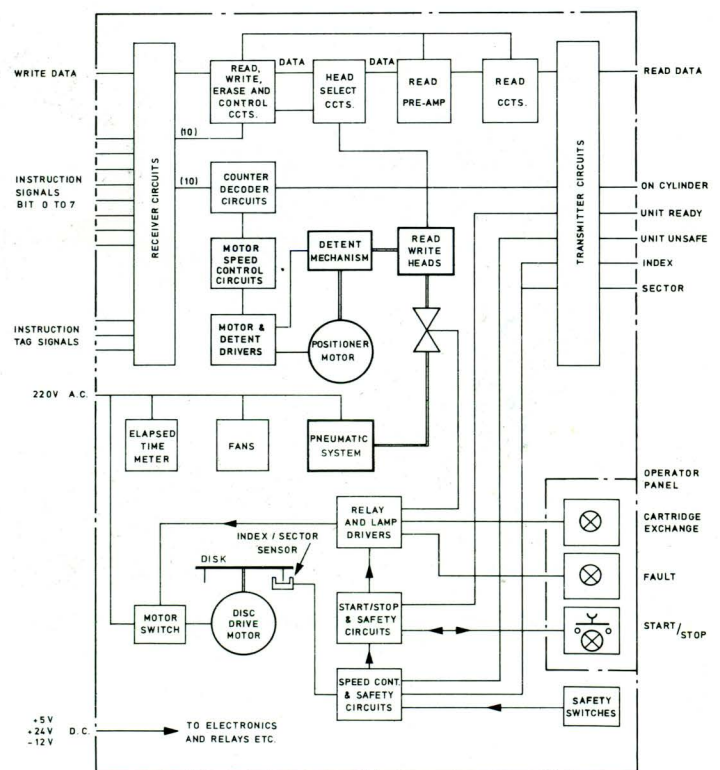 WRITE DATA
INSTRUCTION
SIGNALS
BIT 0 TO 7
INSTRUCTION
TAG SIGNALS
220V A.C.
RECEIVER CIRCUITS
(10)
(10)
READ,
WRITE,
ERASE AND
CONTROL
CCTS.
DATA
HEAD
SELECT
CCTS.
DATA
READ
PRE-AMP
READ
CCTS.
TRANSMITTER CIRCUITS
READ DATA
ON CYLINDER
UNIT READY
UNIT UNSAFE
INDEX
SECTOR
COUNTER
DECODER
CIRCUITS
MOTOR
SPEED
CONTROL
CIRCUITS
DETENT
MECHANISM
READ
WRITE
HEADS
MOTOR &
DETENT
DRIVERS
POSITIONER
MOTOR
ELAPSED
TIME
METER
FANS
PNEUMATIC
SYSTEM
OPERATOR
PANEL
RELAY
AND LAMP
DRIVERS
CARTRIDGE
EXCHANGE
INDEX / SECTOR
SENSOR
DISK
FAULT
MOTOR
SWITCH
DISC
DRIVE
MOTOR
START/STOP
& SAFETY
CIRCUITS
START/STOP
SPEED CONT.
& SAFETY
CIRCUITS
SAFETY
SWITCHES
+5V
+24V D.C.
-12V
TO ELECTRONICS
AND RELAYS ETC.